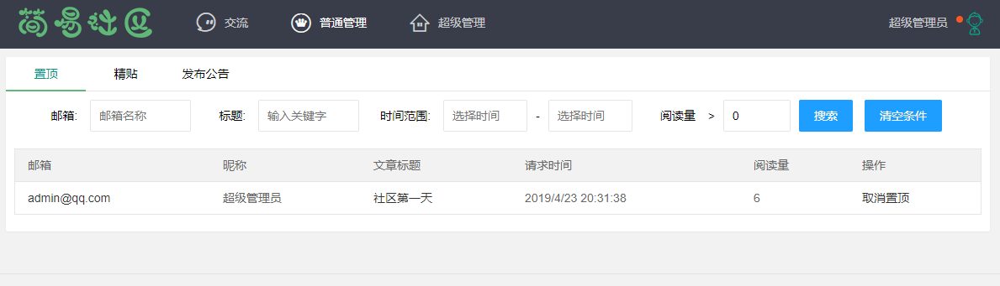 简易社区 交流 普通管理 超级管理 超级管理员
置顶 精贴 发布公告
邮箱: 邮箱名称 标题: 输入关键字 时间范围: 选择时间 - 选择时间 阅读量 > 0 搜索 清空条件
邮箱 昵称 文章标题 请求时间 阅读量 操作
admin@qq.com 超级管理员 社区第一天 2019/4/23 20:31:38 6 取消置顶